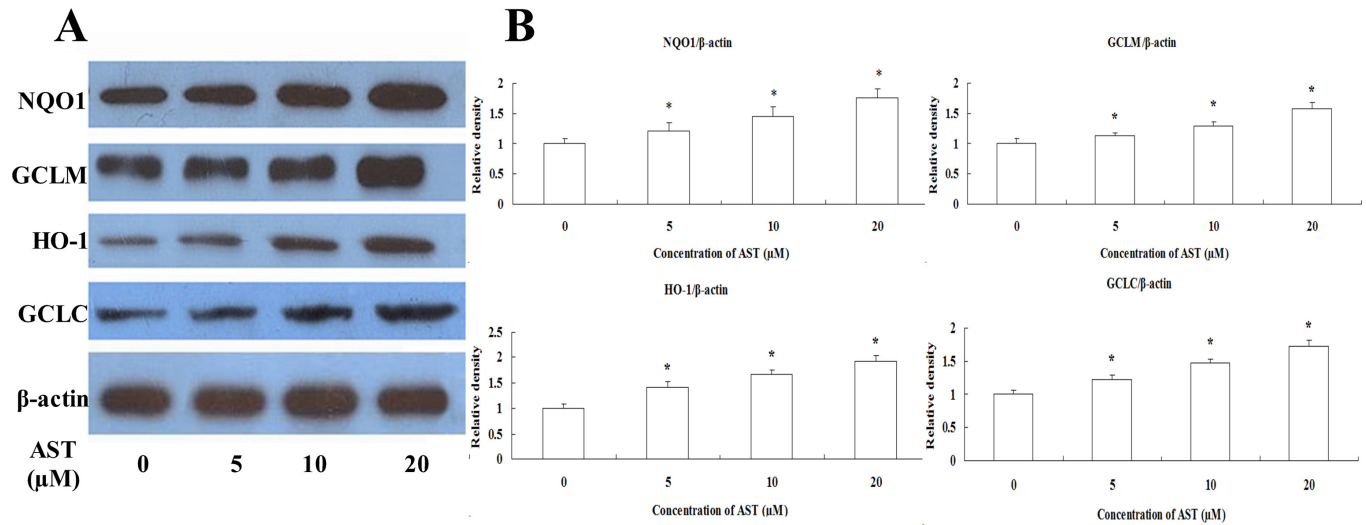 A
NQO1
GCLM
HO-1
GCLC
β-actin
AST
(μM)
0 5 10 20
B
NQO1/β-actin
Relative density
2
1.5
1
0.5
0
* * *
0 5 10 20
Concentration of AST (μM)
GCLM/β-actin
Relative density
2
1.5
1
0.5
0
* * *
0 5 10 20
Concentration of AST (μM)
HO-1/β-actin
Relative density
2.5
2
1.5
1
0.5
0
* * *
0 5 10 20
Concentration of AST (μM)
GCLC/β-actin
Relative density
2
1.5
1
0.5
0
* * *
0 5 10 20
Concentration of AST (μM)